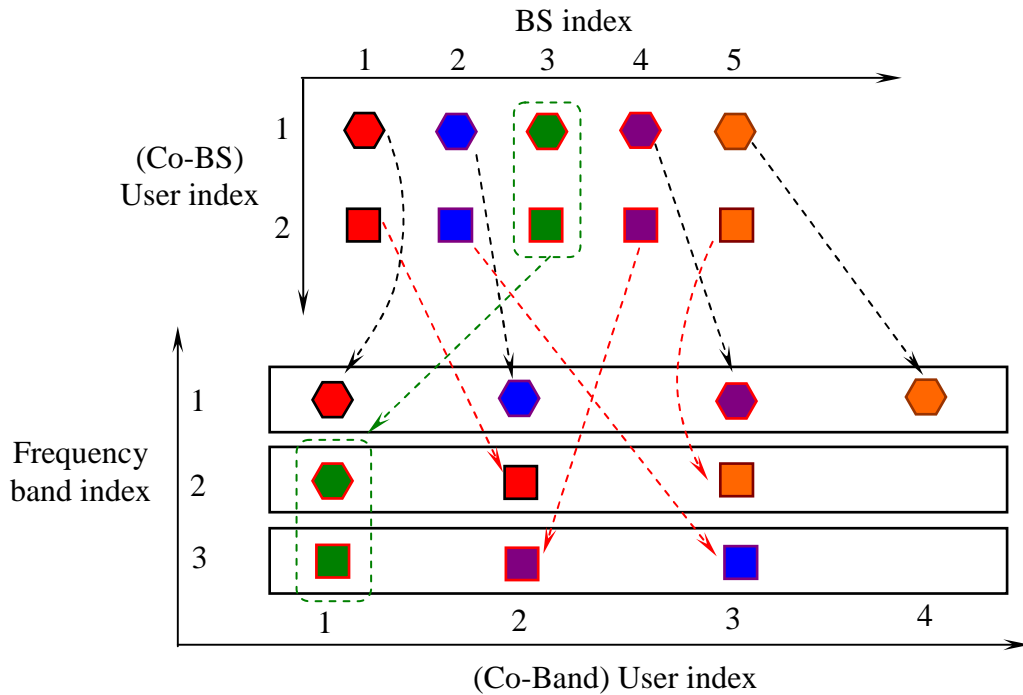 BS index
1 2 3 4 5
1
(Co-BS)
User index
2
1
Frequency
band index
2
3
1 2 3 4
(Co-Band) User index